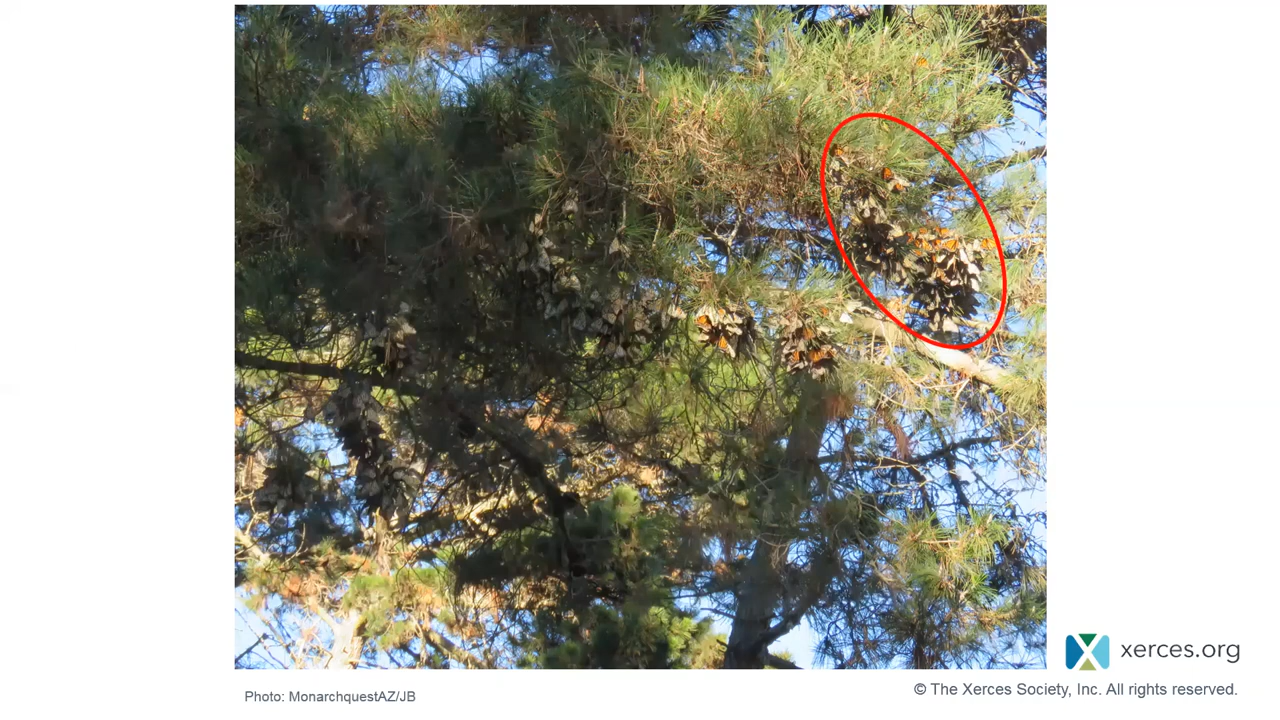 xerces.org
Photo: MonarchquestAZ/JB
© The Xerces Society, Inc. All rights reserved.